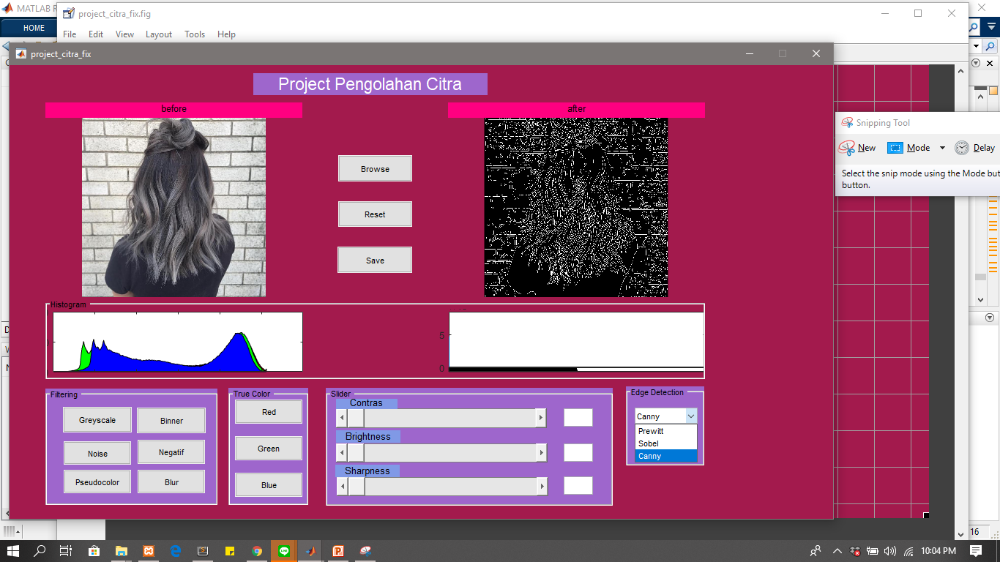 MATLAB R
project_citra_fix.fig
HOME
File Edit View Layout Tools Help
project_citra_fix
Project Pengolahan Citra
before
after
Snipping Tool
New Mode Delay
Select the snip mode using the Mode but
button.
Browse
Reset
Save
Histogram
5
0
Filtering
Greyscale Binner
Noise Negatif
Pseudocolor Blur
True Color
Red
Green
Blue
Slider
Contras
Brightness
Sharpness
Edge Detection
Canny
Prewitt
Sobel
Canny
16
10:04 PM